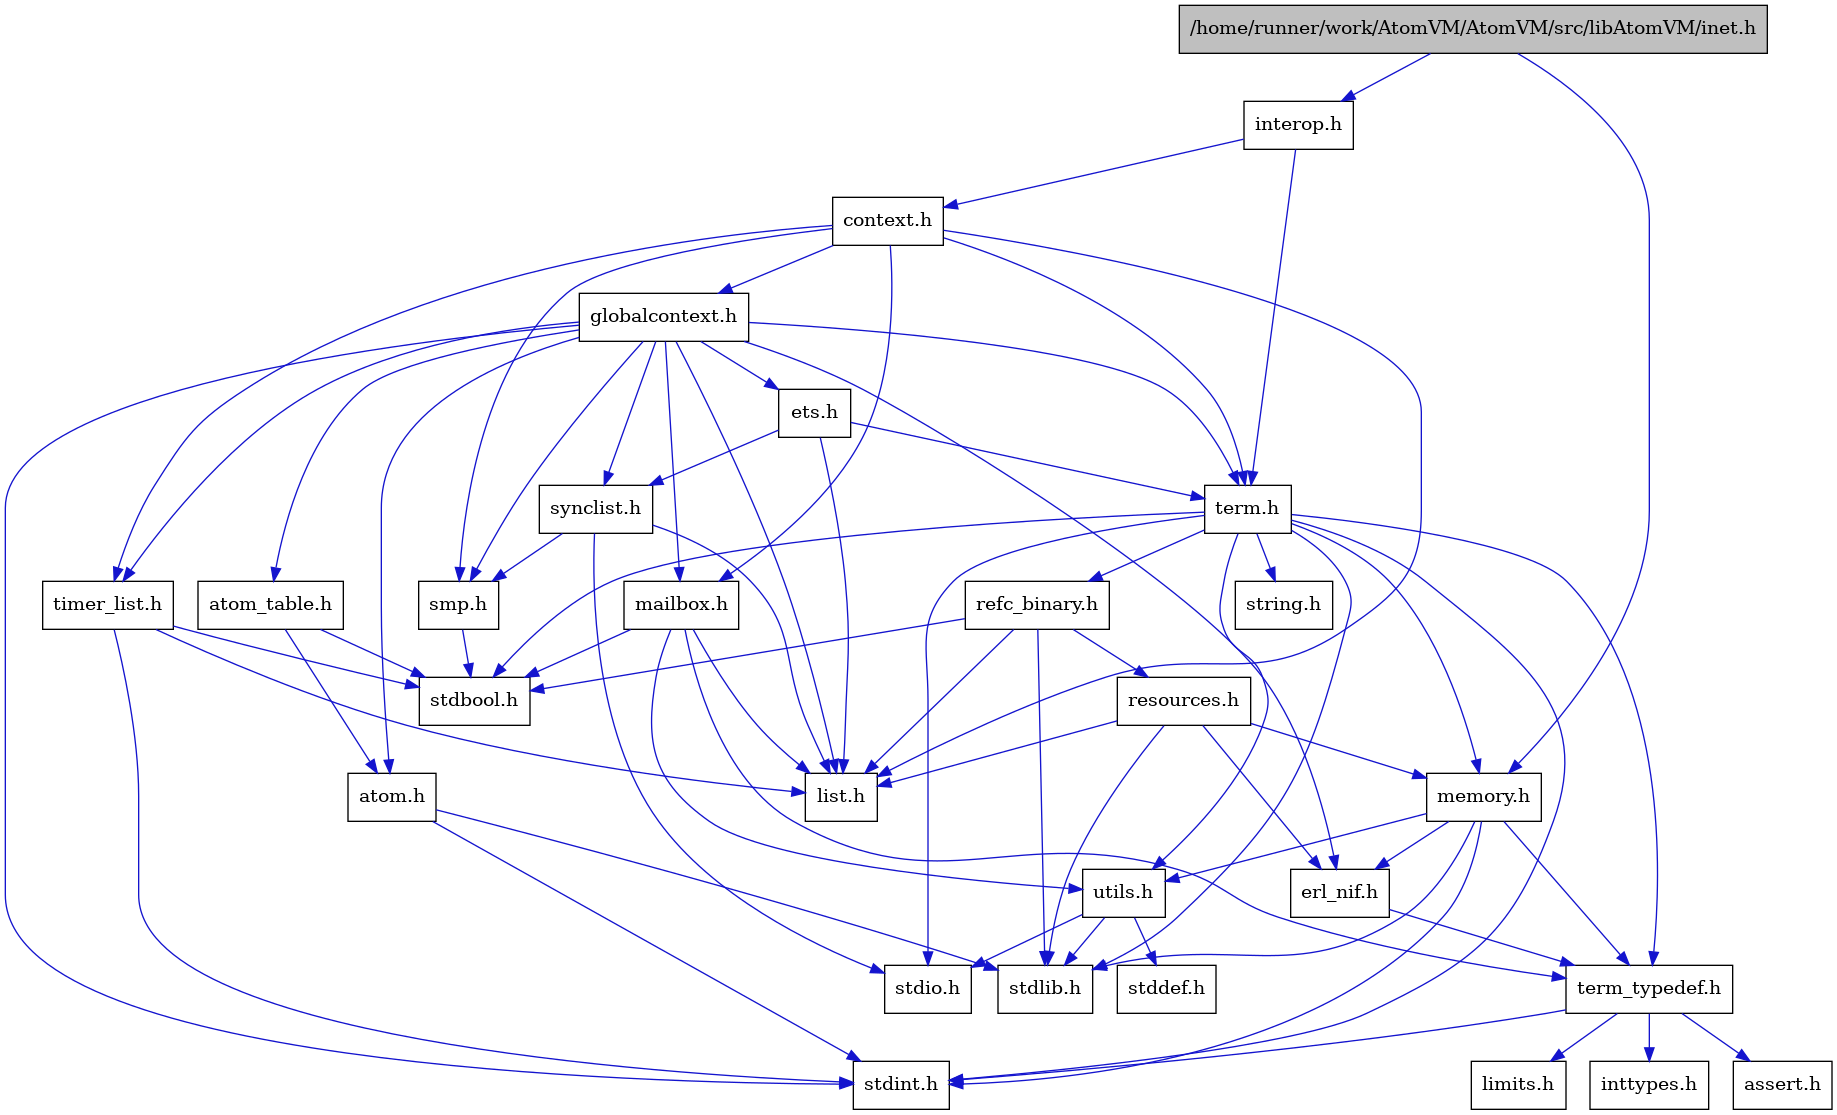 /home/runner/work/AtomVM/AtomVM/src/libAtomVM/inet.h
interop.h
context.h
globalcontext.h
ets.h
synclist.h
term.h
timer_list.h
atom_table.h
smp.h
mailbox.h
refc_binary.h
string.h
stdbool.h
resources.h
atom.h
list.h
memory.h
utils.h
erl_nif.h
stdio.h
stdlib.h
stddef.h
term_typedef.h
stdint.h
limits.h
inttypes.h
assert.h